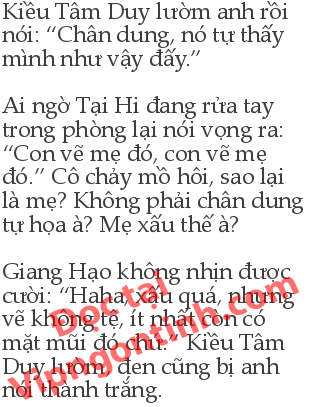 Kiều Tâm Duy lườm anh rồi
nói: “Chân dung, nó tự thấy
mình như vậy đấy.”
Ai ngờ Tại Hi đang rửa tay
trong phòng lại nói vọng ra:
“Con vẽ mẹ đó, con vẽ mẹ
đó.” Cô chảy mồ hôi, sao lại
là mẹ? Không phải chân dung
tự họa à? Mẹ xấu thế à?
Giang Hạo không nhịn được
cười: “Haha, xấu quá, nhưng
vẽ không tệ, ít nhất còn có
mặt mũi đó chứ.” Kiều Tâm
Duy lườm, đen cũng bị anh
nói thành trắng.
Đọc tại
Vipngontinh.com